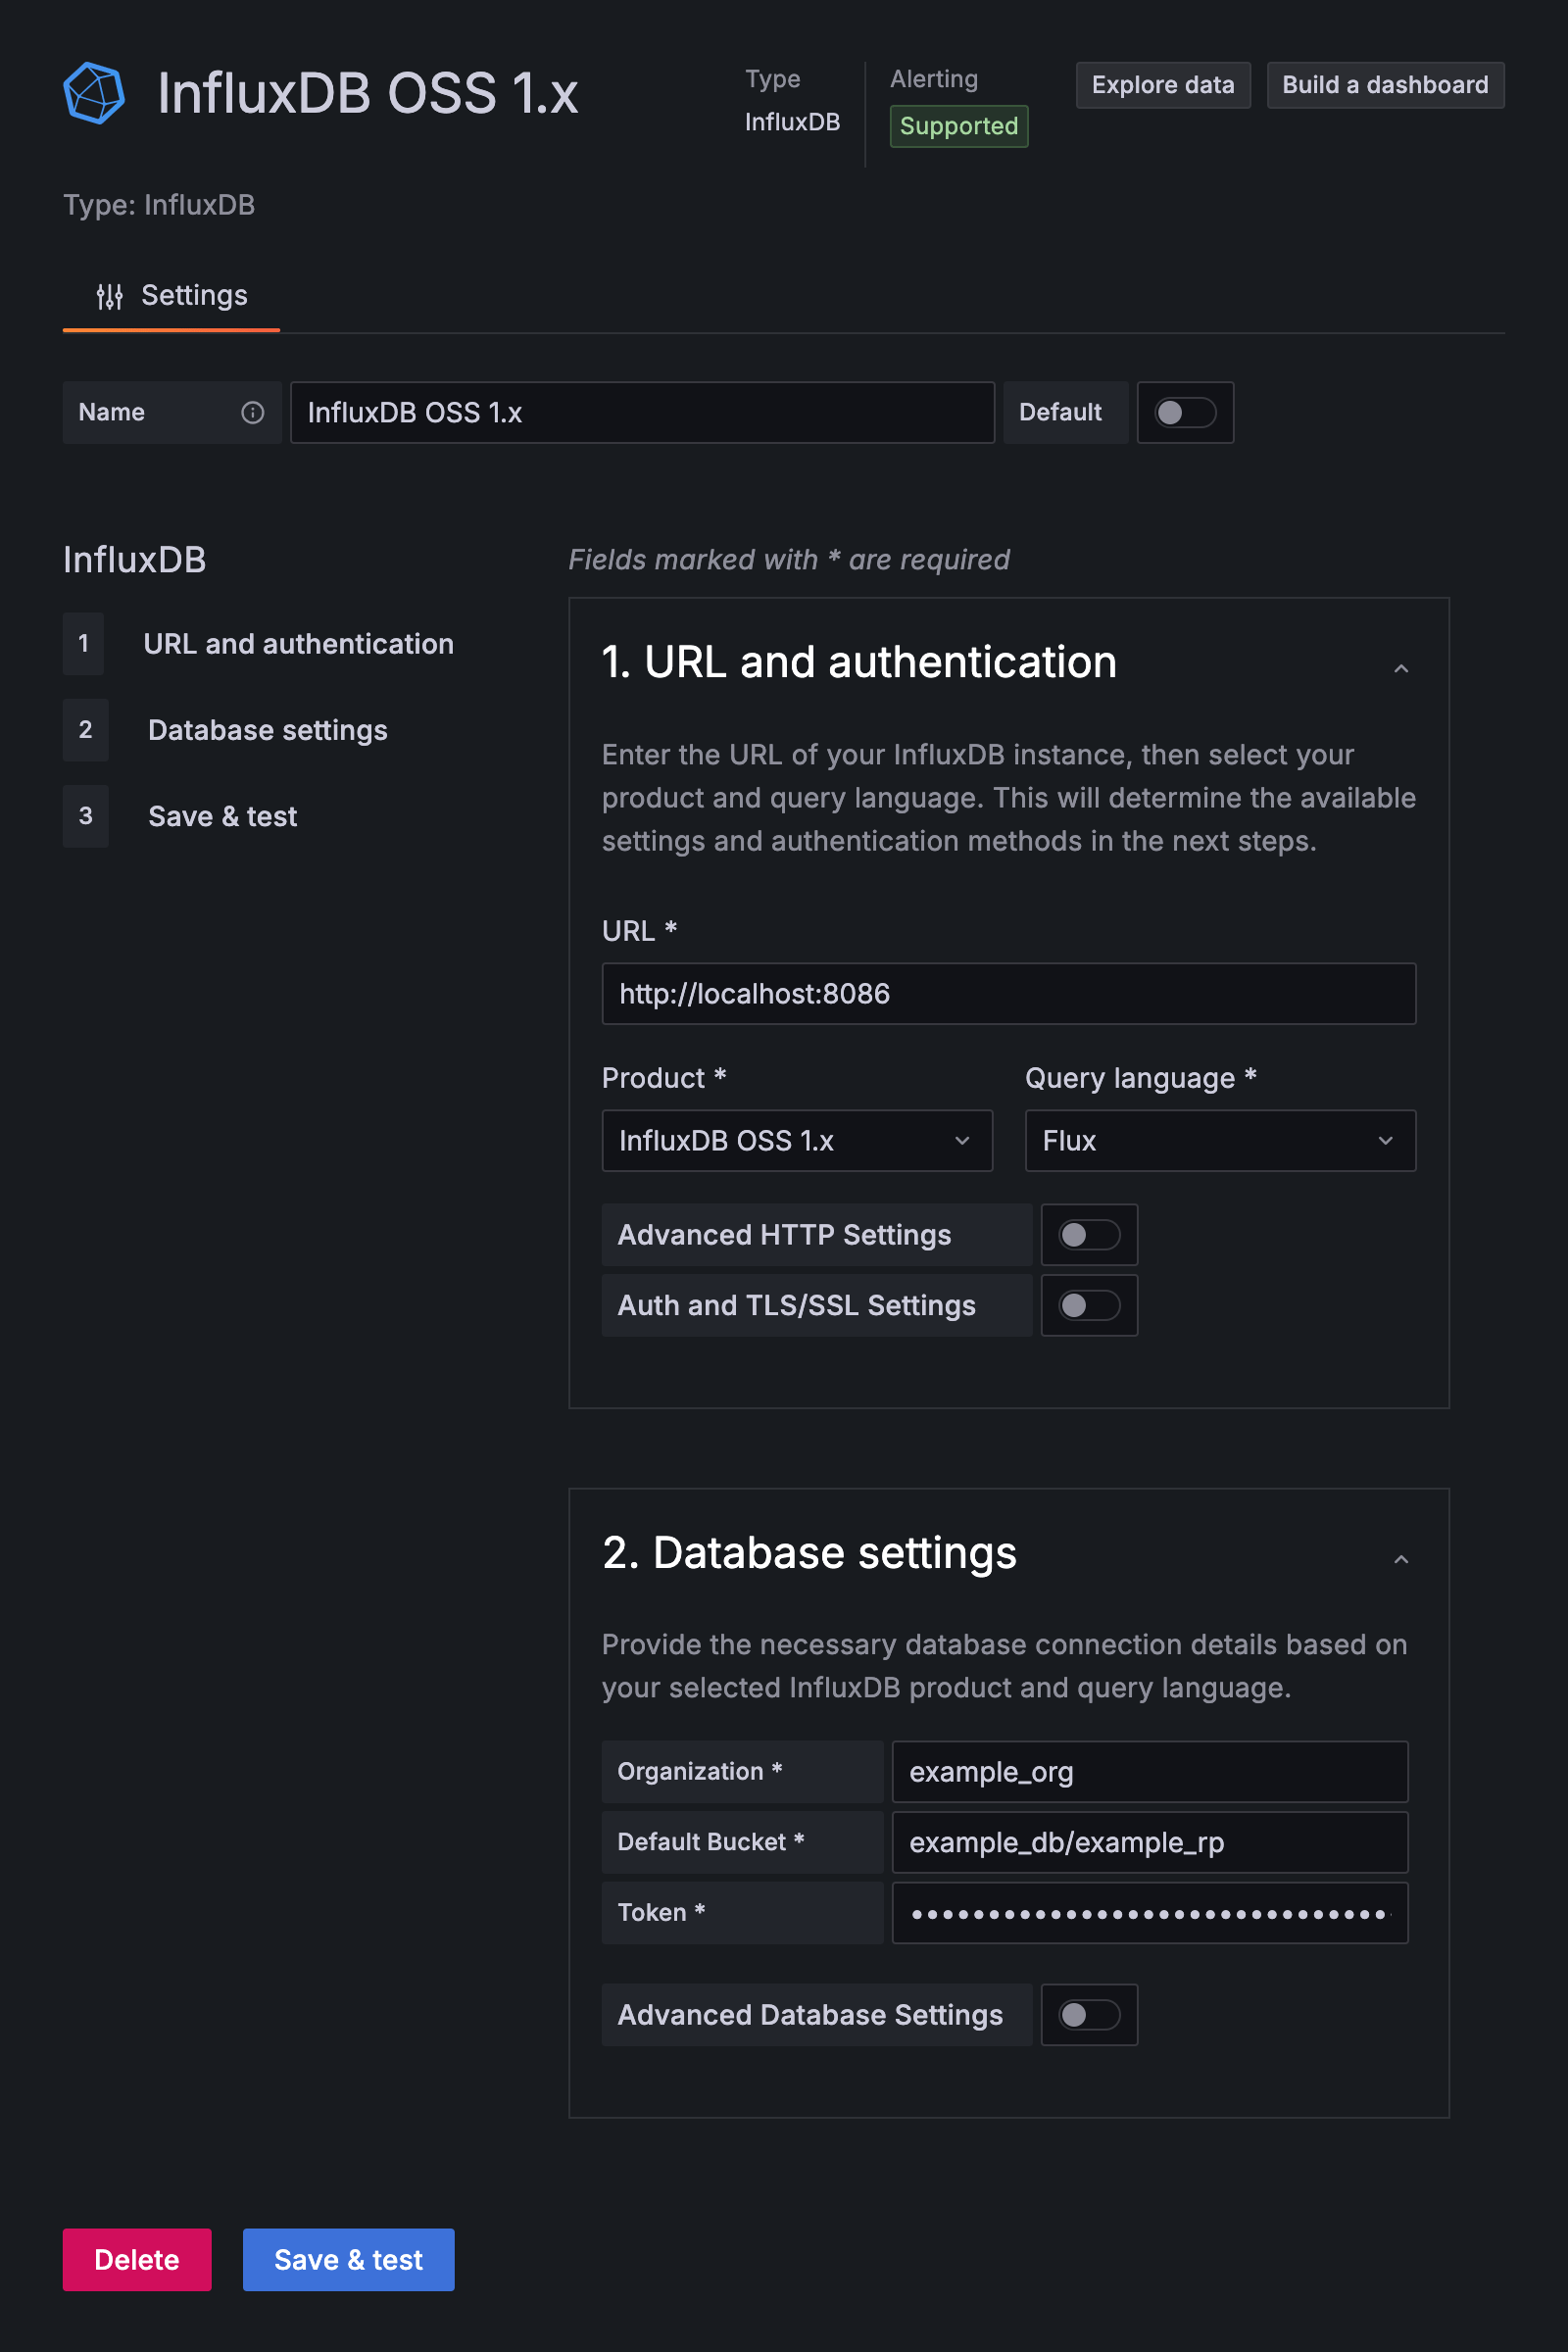 InfluxDB OSS 1.x
Type
InfluxDB
Alerting
Supported
Explore data
Build a dashboard
Type: InfluxDB
Settings
Name
InfluxDB OSS 1.x
Default
InfluxDB
1 URL and authentication
2 Database settings
3 Save & test
Fields marked with * are required
1. URL and authentication
Enter the URL of your InfluxDB instance, then select your
product and query language. This will determine the available
settings and authentication methods in the next steps.
URL *
http://localhost:8086
Product *
Query language *
InfluxDB OSS 1.x
Flux
Advanced HTTP Settings
Auth and TLS/SSL Settings
2. Database settings
Provide the necessary database connection details based on
your selected InfluxDB product and query language.
Organization *
example_org
Default Bucket *
example_db/example_rp
Token *
Advanced Database Settings
Delete
Save & test